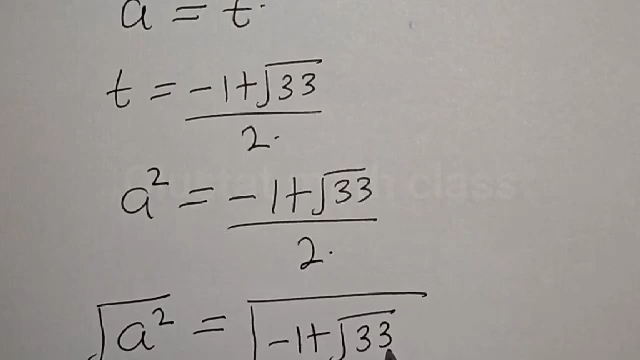 a = t.
t = -1+√33
2.
a² = -1+√33
2.
√a² = √-1+√33